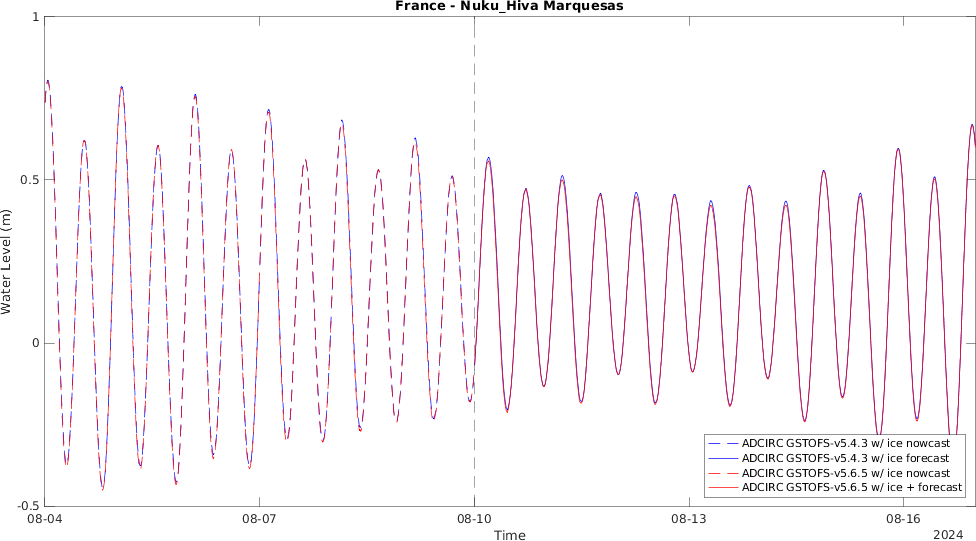 France - Nuku_Hiva Marquesas
1
0.5
0
-0.5
Water Level (m)
ADCIRC GSTOFS-v5.4.3 w/ ice nowcast
ADCIRC GSTOFS-v5.4.3 w/ ice forecast
ADCIRC GSTOFS-v5.6.5 w/ ice nowcast
ADCIRC GSTOFS-v5.6.5 w/ ice + forecast
08-04 08-07 08-10 08-13 08-16
Time
2024